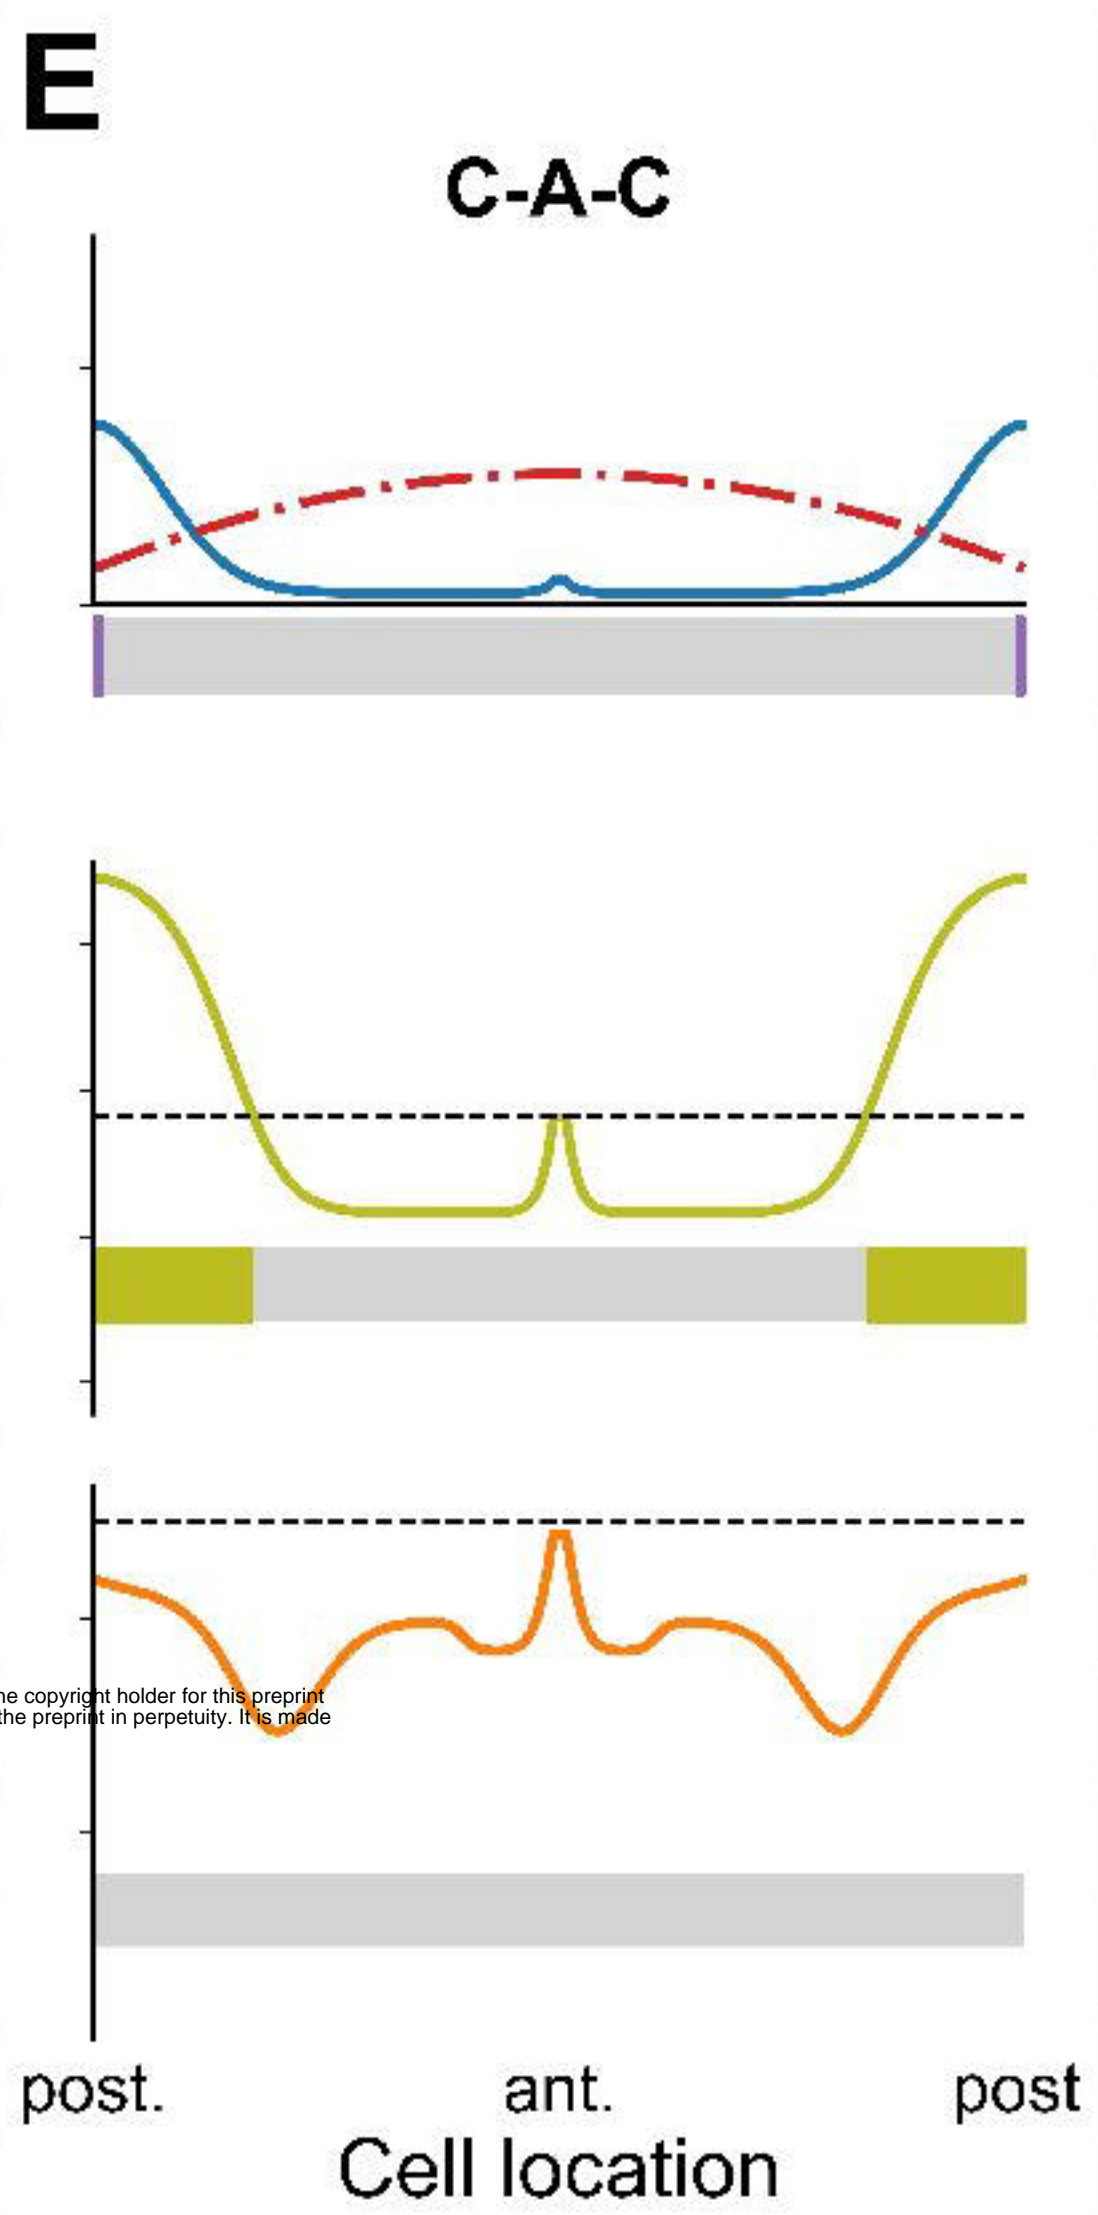 E
C-A-C
he copyright holder for this preprint
the preprint in perpetuity. It is made
post.
ant.
post
Cell location